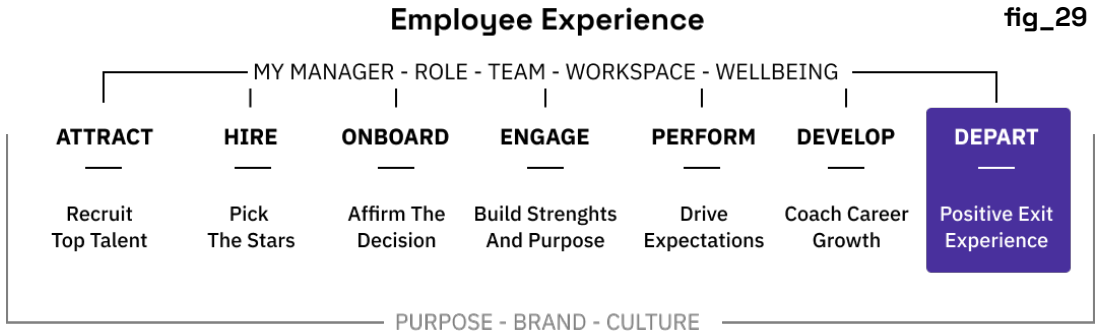 Employee Experience
fig_29
MY MANAGER - ROLE - TEAM - WORKSPACE - WELLBEING
ATTRACT
Recruit
Top Talent
HIRE
Pick
The Stars
ONBOARD
Affirm The
Decision
ENGAGE
Build Strenghts
And Purpose
PERFORM
Drive
Expectations
DEVELOP
Coach Career
Growth
DEPART
Positive Exit
Experience
PURPOSE - BRAND - CULTURE